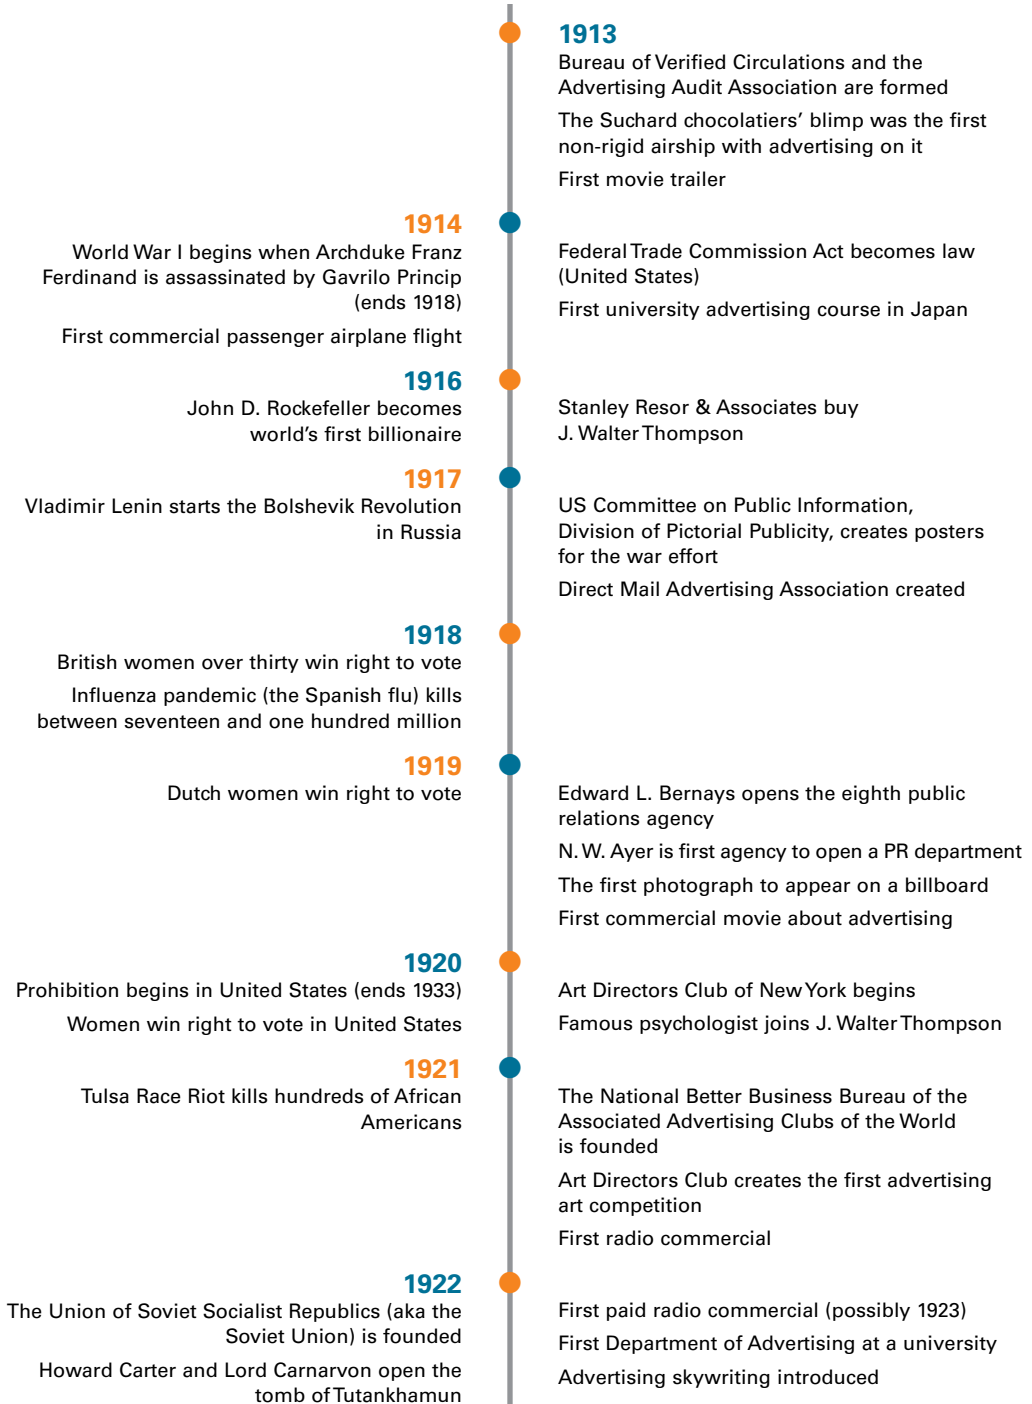 1913
Bureau of Verified Circulations and the
Advertising Audit Association are formed
The Suchard chocolatiers’ blimp was the first
non-rigid airship with advertising on it
First movie trailer
1914
World War I begins when Archduke Franz
Ferdinand is assassinated by Gavrilo Princip
(ends 1918)
First commercial passenger airplane flight
Federal Trade Commission Act becomes law
(United States)
First university advertising course in Japan
1916
John D. Rockefeller becomes
world’s first billionaire
Stanley Resor & Associates buy
J. Walter Thompson
1917
Vladimir Lenin starts the Bolshevik Revolution
in Russia
US Committee on Public Information,
Division of Pictorial Publicity, creates posters
for the war effort
Direct Mail Advertising Association created
1918
British women over thirty win right to vote
Influenza pandemic (the Spanish flu) kills
between seventeen and one hundred million
1919
Dutch women win right to vote
Edward L. Bernays opens the eighth public
relations agency
N. W. Ayer is first agency to open a PR department
The first photograph to appear on a billboard
First commercial movie about advertising
1920
Prohibition begins in United States (ends 1933)
Women win right to vote in United States
Art Directors Club of New York begins
Famous psychologist joins J. Walter Thompson
1921
Tulsa Race Riot kills hundreds of African
Americans
The National Better Business Bureau of the
Associated Advertising Clubs of the World
is founded
Art Directors Club creates the first advertising
art competition
First radio commercial
1922
The Union of Soviet Socialist Republics (aka the
Soviet Union) is founded
Howard Carter and Lord Carnarvon open the
tomb of Tutankhamun
First paid radio commercial (possibly 1923)
First Department of Advertising at a university
Advertising skywriting introduced